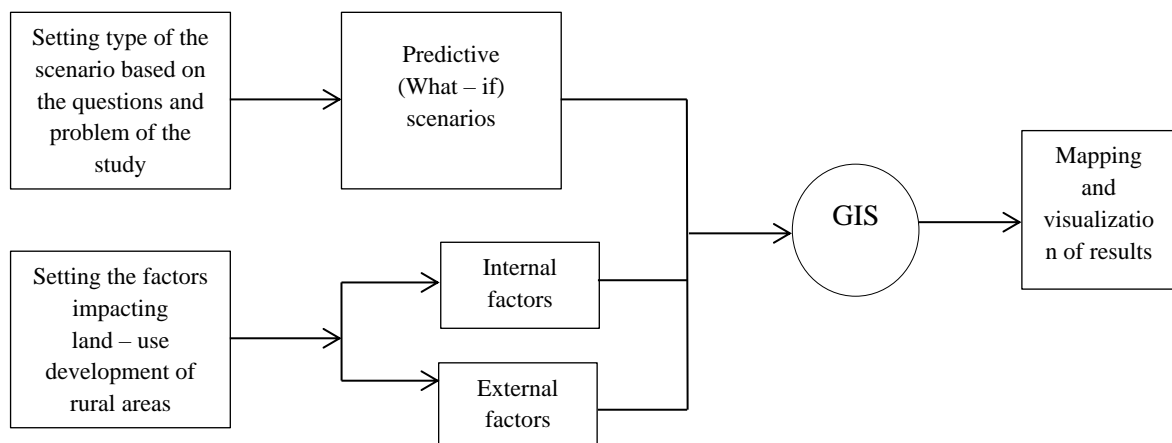 Setting type of the
scenario based on
the questions and
problem of the
study
Predictive
(What – if)
scenarios
Setting the factors
impacting
land – use
development of
rural areas
Internal
factors
External
factors
GIS
Mapping
and
visualizatio
n of results